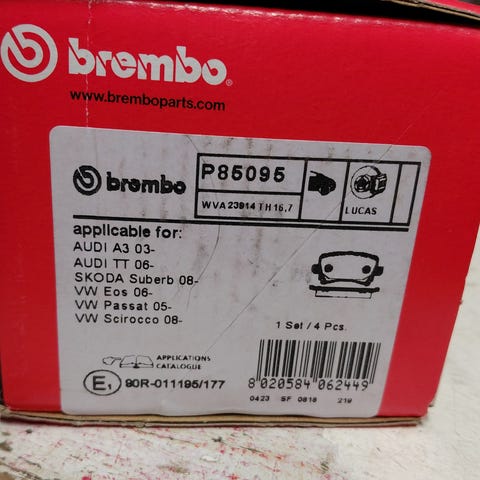 brembo
www.bremboparts.com
brembo
P85095
WVA 23914 TH 16,7
LUCAS
applicable for:
AUDI A3 03-
AUDI TT 06-
SKODA Suberb 08-
VW Eos 06-
VW Passat 05-
VW Scirocco 08-
1 Set / 4 Pcs.
APPLICATIONS
CATALOGUE
E1 90R-011195/177
8 020584 062449
0423 SF 0818 219